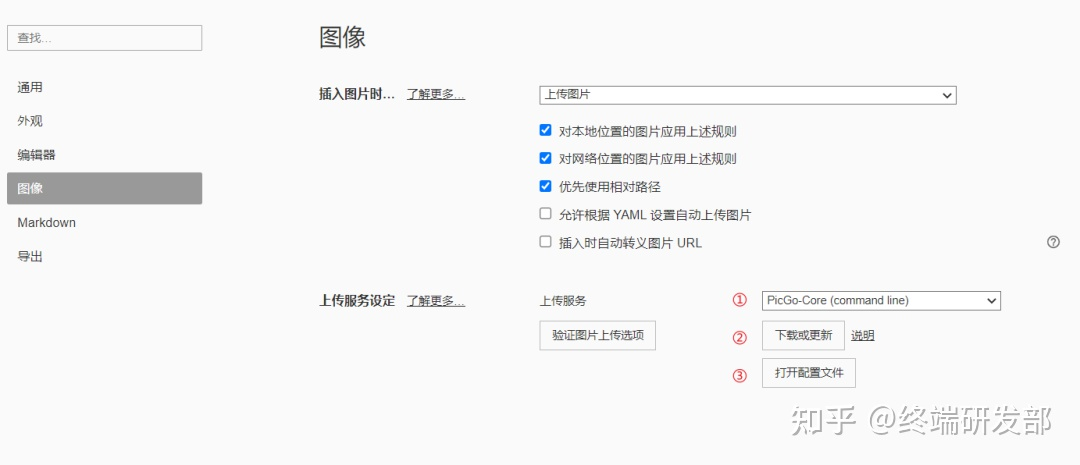 查找...
通用
外观
编辑器
图像
Markdown
导出
图像
插入图片时... 了解更多... 上传图片
对本地位置的图片应用上述规则
对网络位置的图片应用上述规则
优先使用相对路径
允许根据 YAML 设置自动上传图片
插入时自动转义图片 URL ?
上传服务设定 了解更多... 上传服务 ① PicGo-Core (command line)
验证图片上传选项 ② 下载或更新 说明
③ 打开配置文件
知乎 @终端研发部